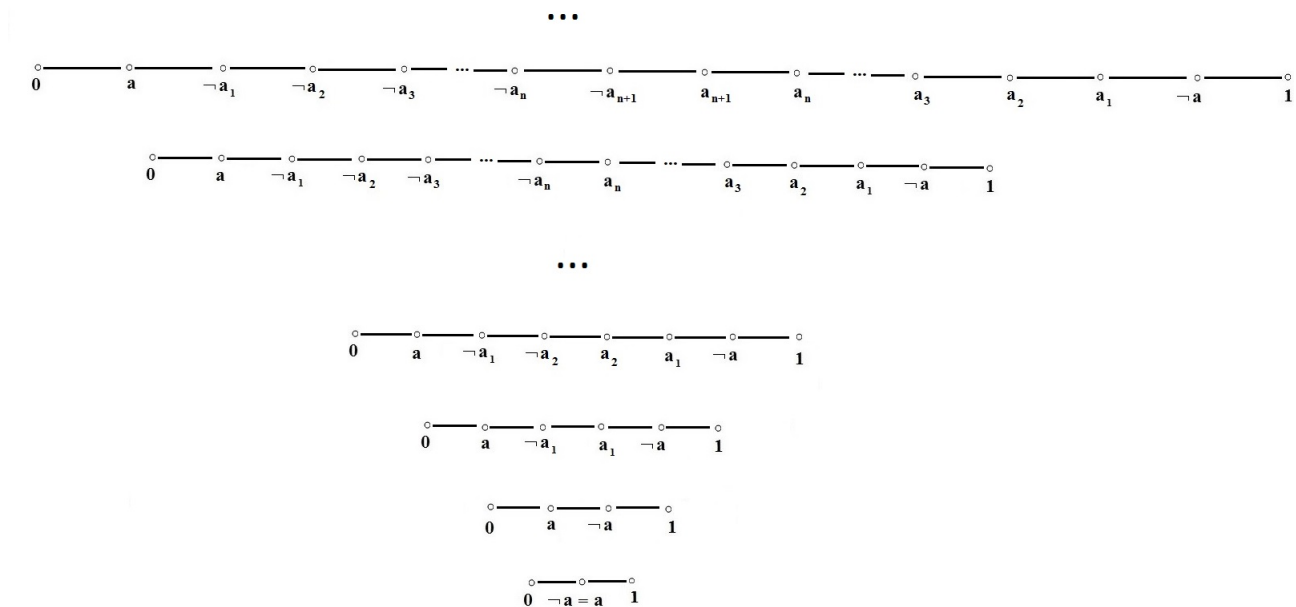 ...
0 a ¬a₁ ¬a₂ ¬a₃ ... ¬aₙ ¬aₙ₊₁ aₙ₊₁ aₙ ... a₃ a₂ a₁ ¬a 1
0 a ¬a₁ ¬a₂ ¬a₃ ... ¬aₙ aₙ ... a₃ a₂ a₁ ¬a 1
...
0 a ¬a₁ ¬a₂ a₂ a₁ ¬a 1
0 a ¬a₁ a₁ ¬a 1
0 a ¬a 1
0 ¬a = a 1